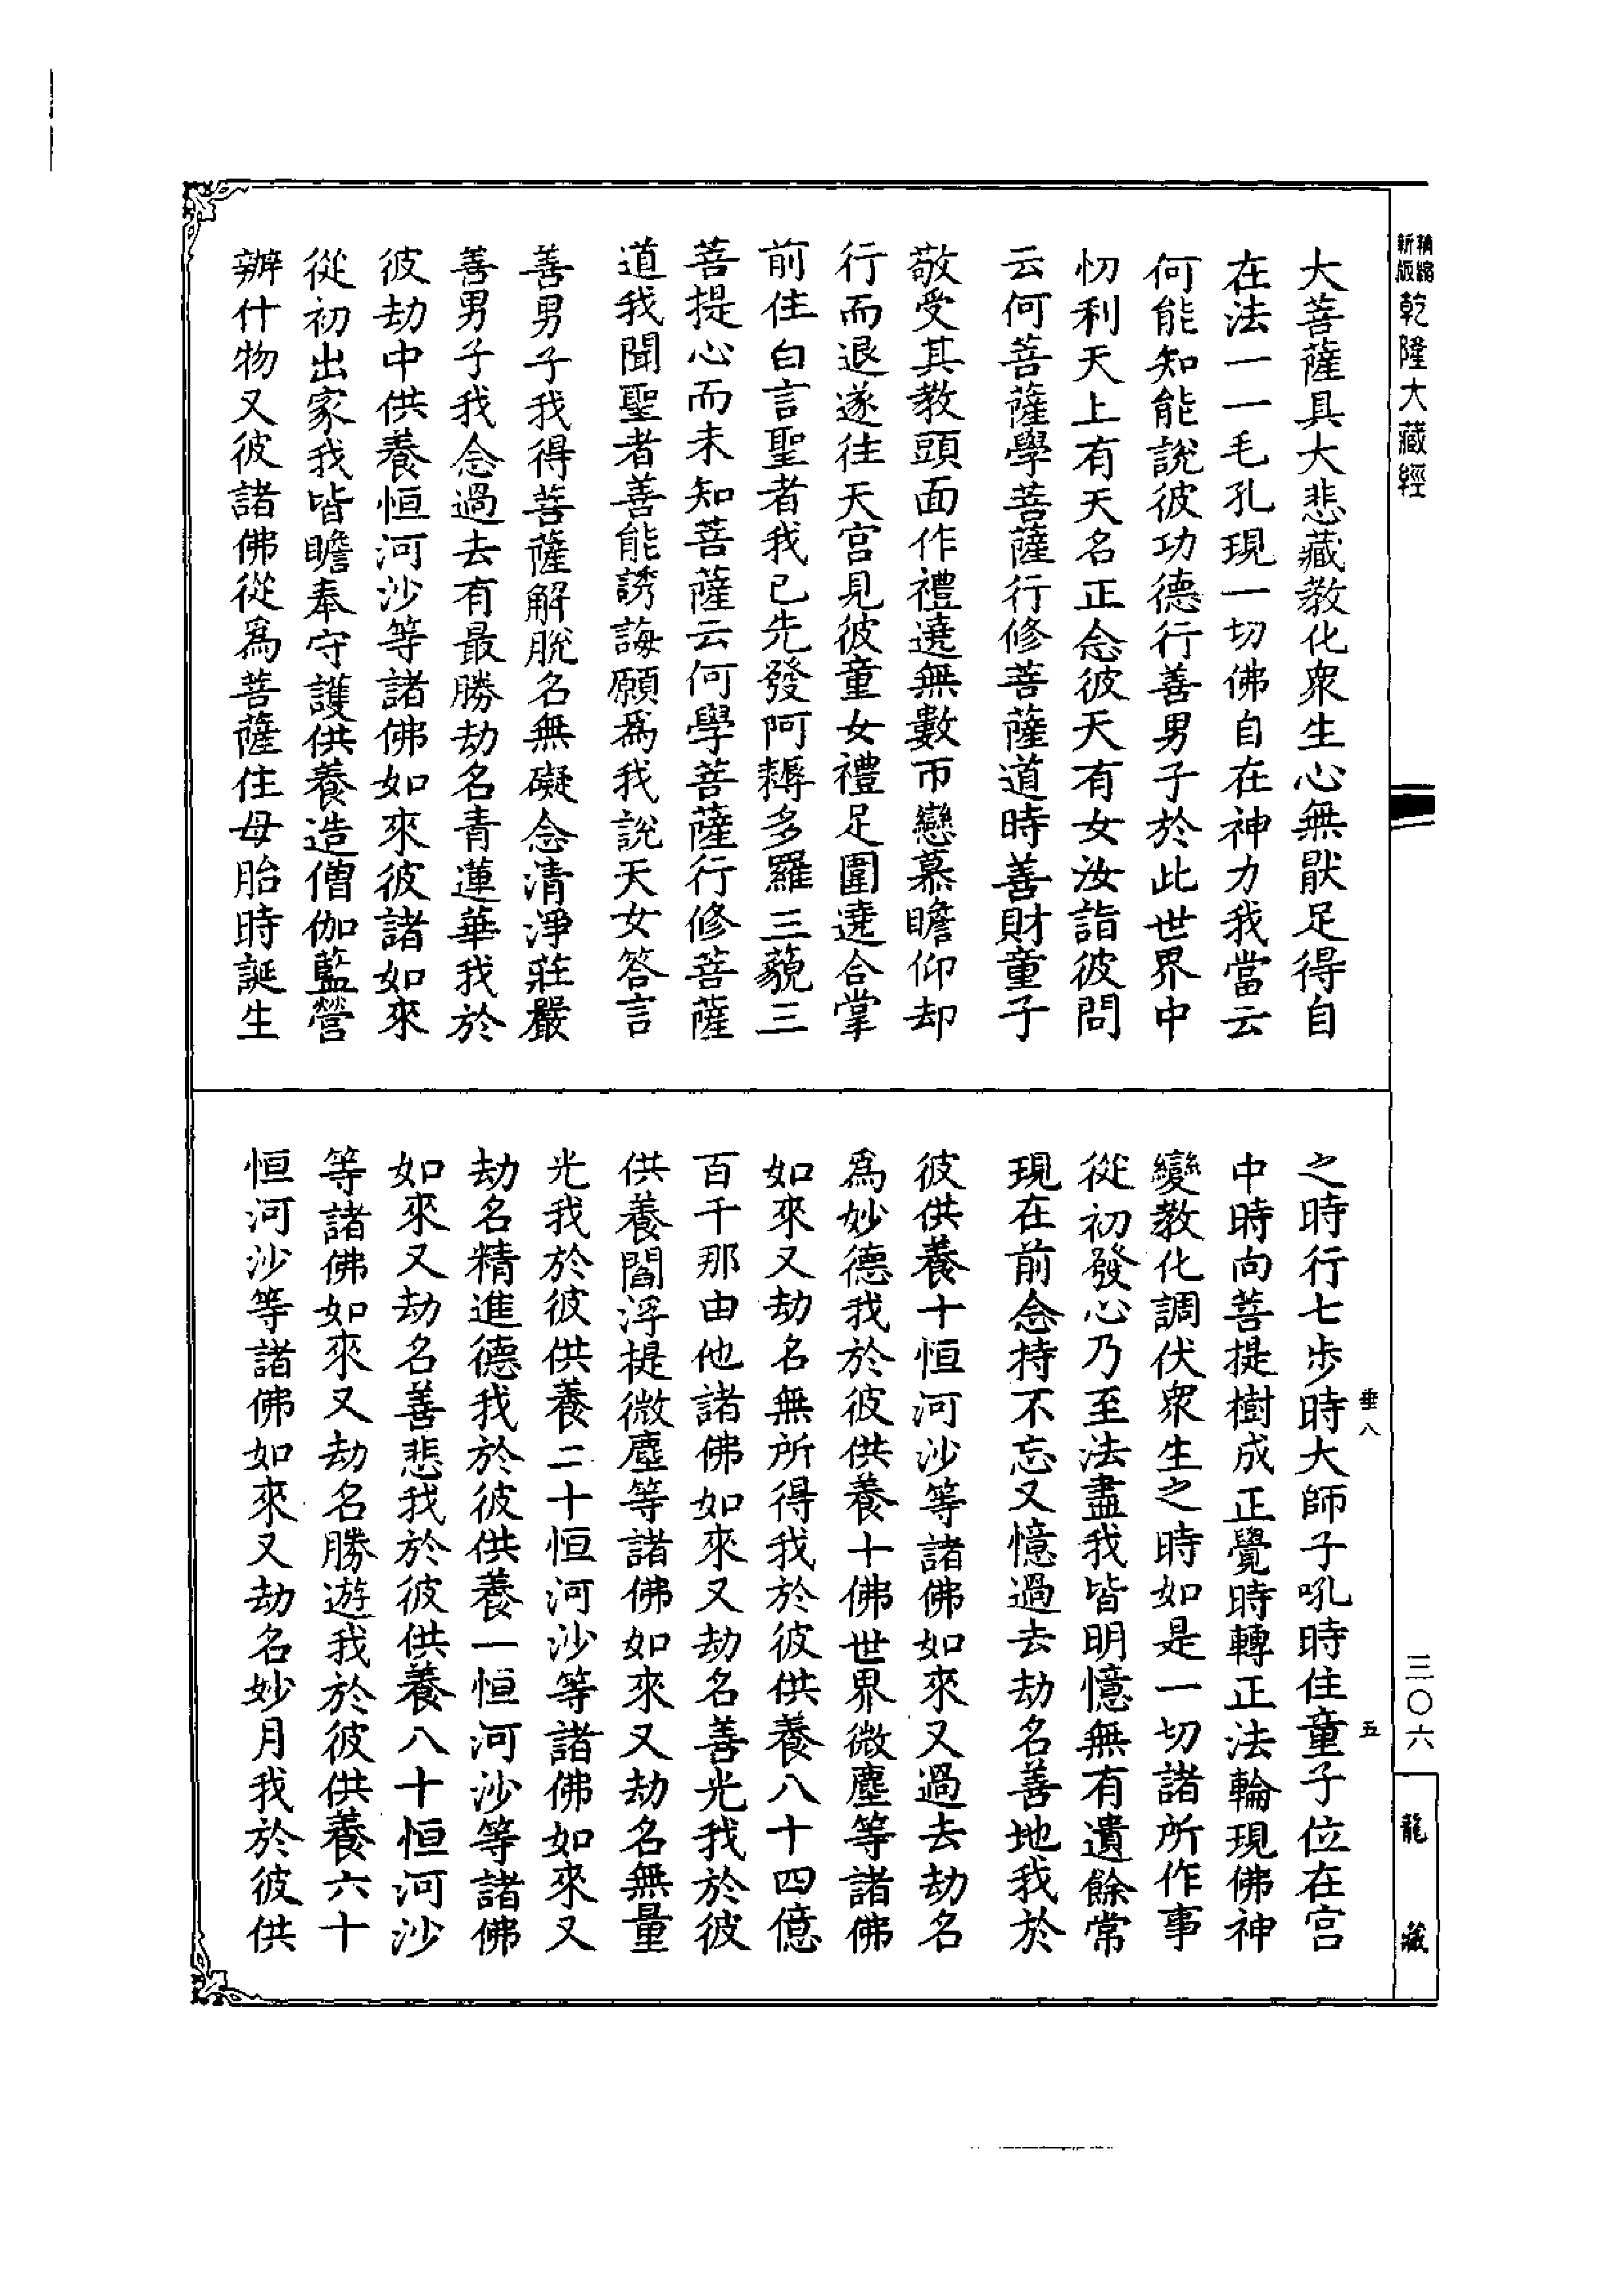 精縮新版乾隆大藏經
大菩薩具大悲藏教化衆生心無猒足得自
在法一一毛孔現一切佛自在神力我當云
何能知能說彼功德行善男子於此世界中
忉利天上有天名正念彼天有女汝詣彼問
云何菩薩學菩薩行修菩薩道時善財童子
敬受其教頭面作禮遶無數帀戀慕瞻仰却
行而退遂往天宮見彼童女禮足圍遶合掌
前住白言聖者我已先發阿耨多羅三藐三
菩提心而未知菩薩云何學菩薩行修菩薩
道我聞聖者善能誘誨願爲我說天女答言
善男子我得菩薩解脫名無礙念清淨莊嚴
善男子我念過去有最勝劫名青蓮華我於
彼劫中供養恒河沙等諸佛如來彼諸如來
從初出家我皆瞻奉守護供養造僧伽藍營
辦什物又彼諸佛從爲菩薩住母胎時誕生
之時行七步時大師子吼時住童子位在宮
中時向菩提樹成正覺時轉正法輪現佛神
變教化調伏衆生之時如是一切諸所作事
從初發心乃至法盡我皆明憶無有遺餘常
現在前念持不忘又憶過去劫名善地我於
彼供養十恒河沙等諸佛如來又過去劫名
爲妙德我於彼供養十佛世界微塵等諸佛
如來又劫名無所得我於彼供養八十四億
百千那由他諸佛如來又劫名善光我於彼
供養閻浮提微塵等諸佛如來又劫名無量
光我於彼供養二十恒河沙等諸佛如來又
劫名精進德我於彼供養一恒河沙等諸佛
如來又劫名善悲我於彼供養八十恒河沙
等諸佛如來又劫名勝遊我於彼供養六十
恒河沙等諸佛如來又劫名妙月我於彼供
垂八
五
三〇六
龍藏